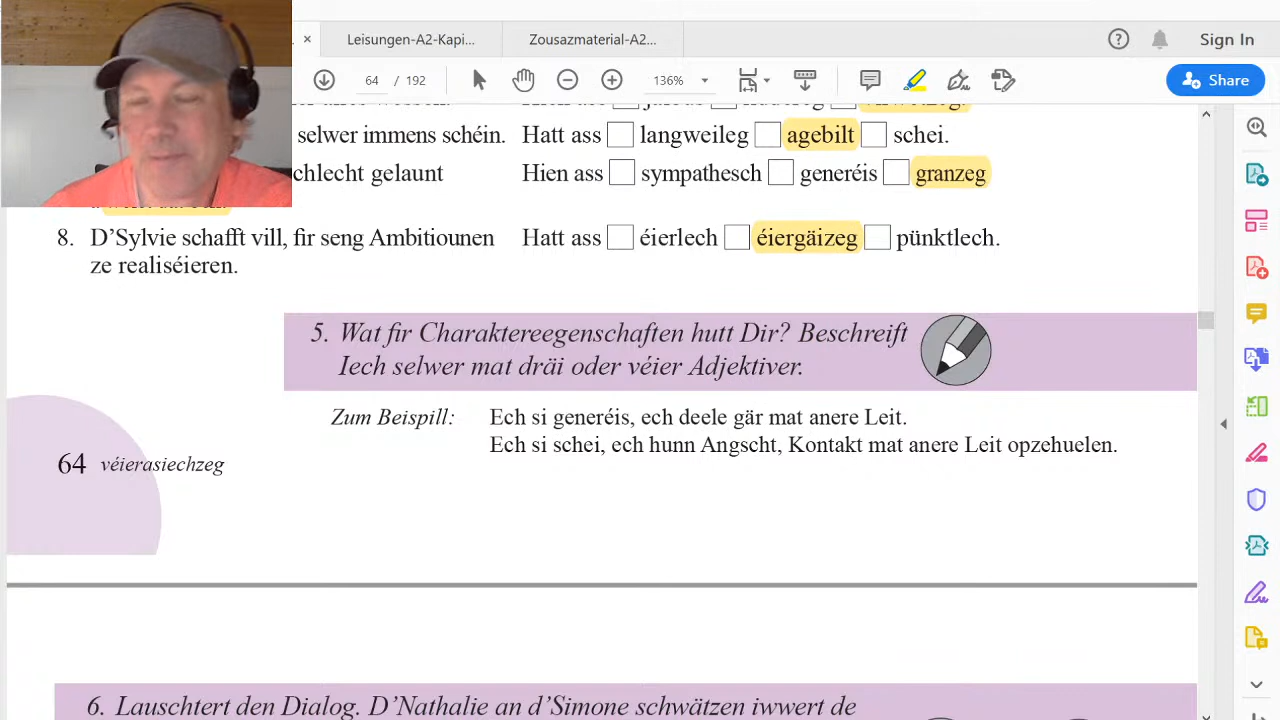 Leisungen-A2-Kapi...
Zousazmaterial-A2...
Sign In
64 / 192
136%
Share
selwer immens schéin. Hatt ass langweileg agebilt schei.
chlecht gelaunt Hien ass sympathesch generéis granzeg
8. D'Sylvie schafft vill, fir seng Ambitiounen Hatt ass éierlech éiergäizeg pünktlech.
ze realiséieren.
5. Wat fir Charaktereegenschaften hutt Dir? Beschreift
Iech selwer mat dräi oder véier Adjektiver.
Zum Beispill: Ech si generéis, ech deele gär mat anere Leit.
Ech si schei, ech hunn Angscht, Kontakt mat anere Leit opzehuelen.
64 véierasiechzeg
6. Lauschtert den Dialog. D'Nathalie an d'Simone schwätzen iwwert de